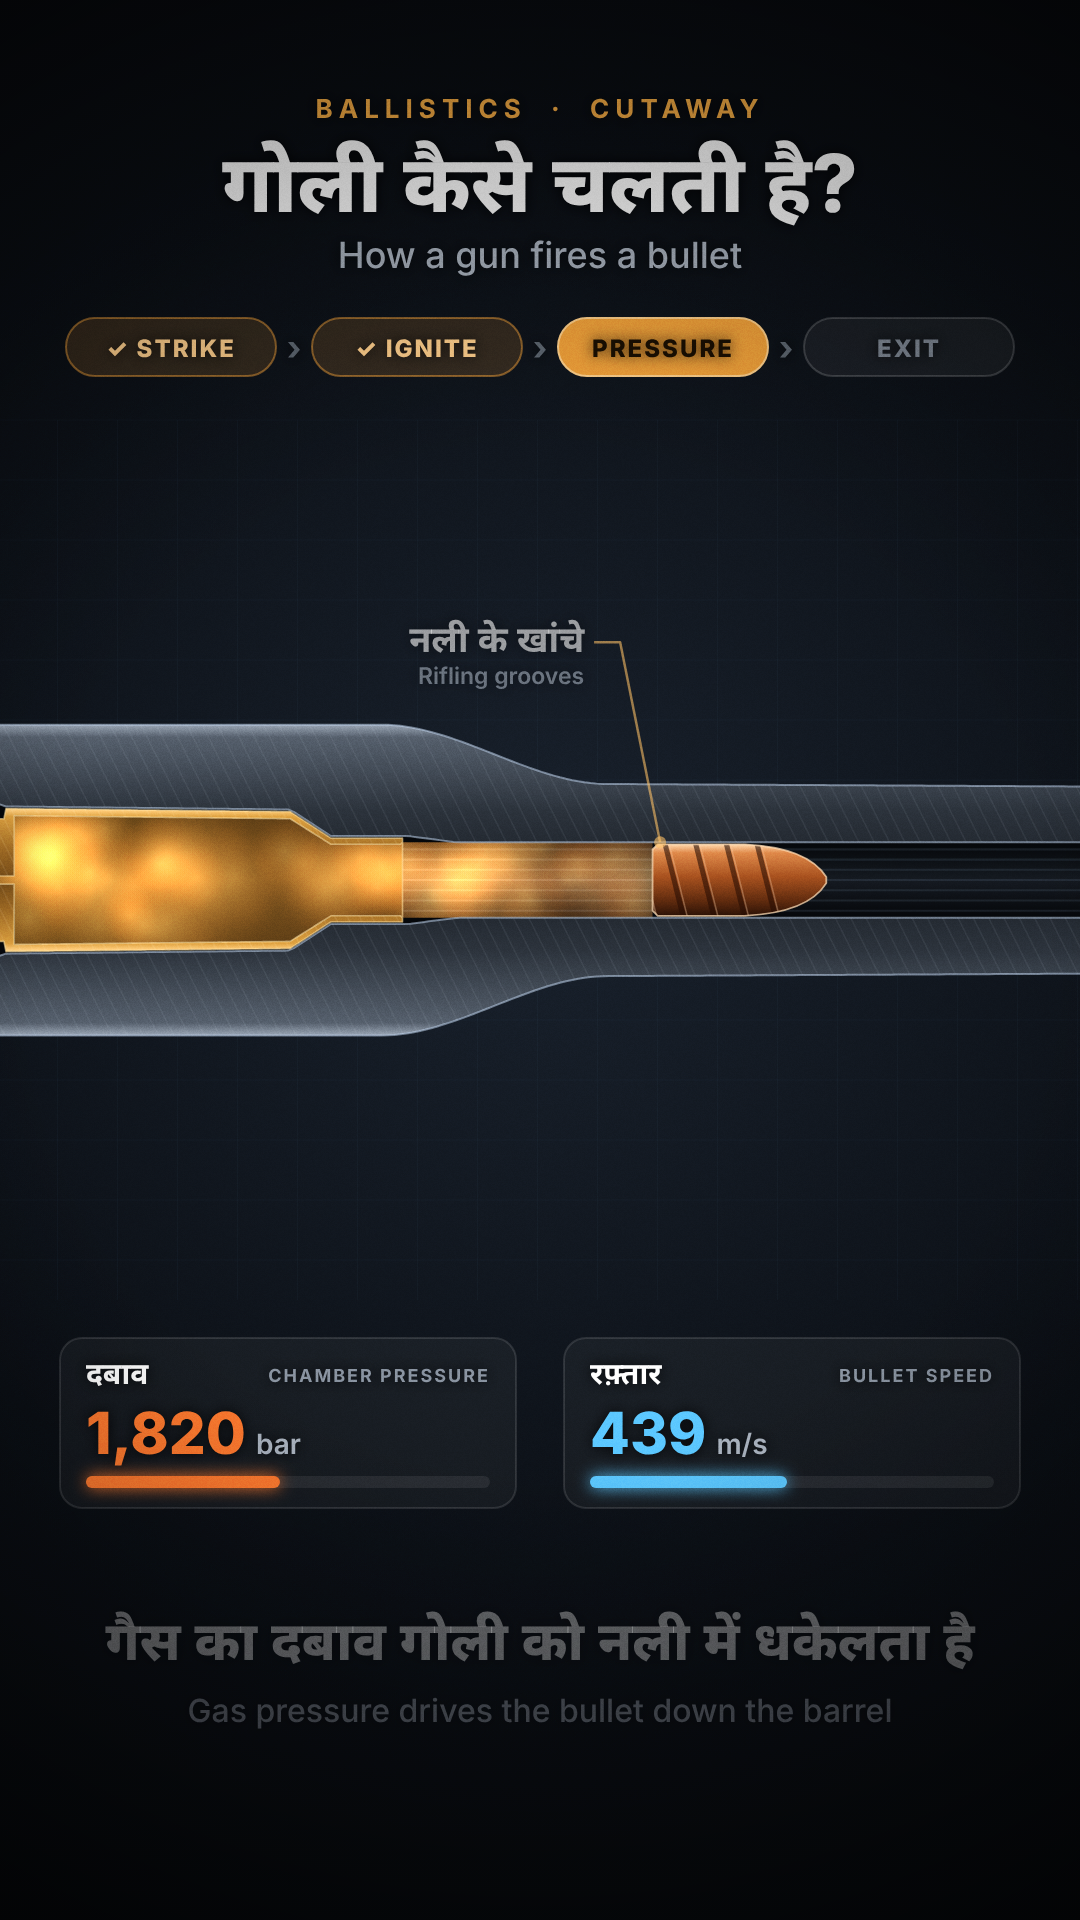 BALLISTICS · CUTAWAY
गोली कैसे चलती है?
How a gun fires a bullet
✓ STRIKE › ✓ IGNITE › PRESSURE › EXIT
नली के खांचे
Rifling grooves
दबाव CHAMBER PRESSURE
1,820 bar
रफ़्तार BULLET SPEED
439 m/s
गैस का दबाव गोली को नली में धकेलता है
Gas pressure drives the bullet down the barrel